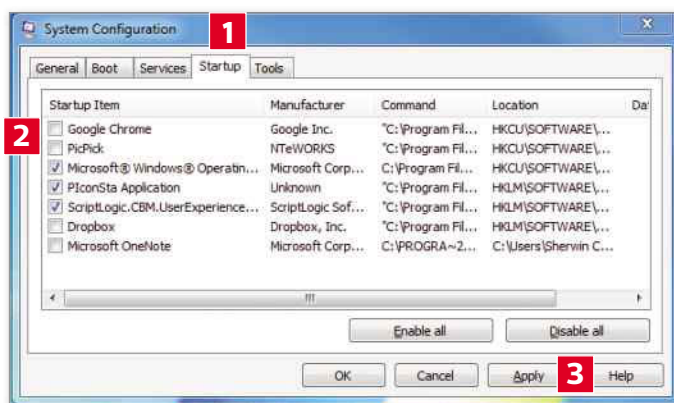 System Configuration
1
General Boot Services Startup Tools
Startup Item Manufacturer Command Location Da
2
Google Chrome Google Inc. "C:\Program Fil... HKCU\SOFTWARE\...
PicPick NTeWORKS "C:\Program Fil... HKCU\SOFTWARE\...
Microsoft® Windows® Operatin... Microsoft Corp... C:\Program Fil... HKCU\SOFTWARE\...
PIconSta Application Unknown "C:\Program Fil... HKLM\SOFTWARE\...
ScriptLogic.CBM.UserExperience... ScriptLogic Sof... "C:\Program Fil... HKLM\SOFTWARE\...
Dropbox Dropbox, Inc. "C:\Program Fil... HKLM\SOFTWARE\...
Microsoft OneNote Microsoft Corp... C:\PROGRA~2... C:\Users\Sherwin C...
Enable all Disable all
OK Cancel Apply 3 Help